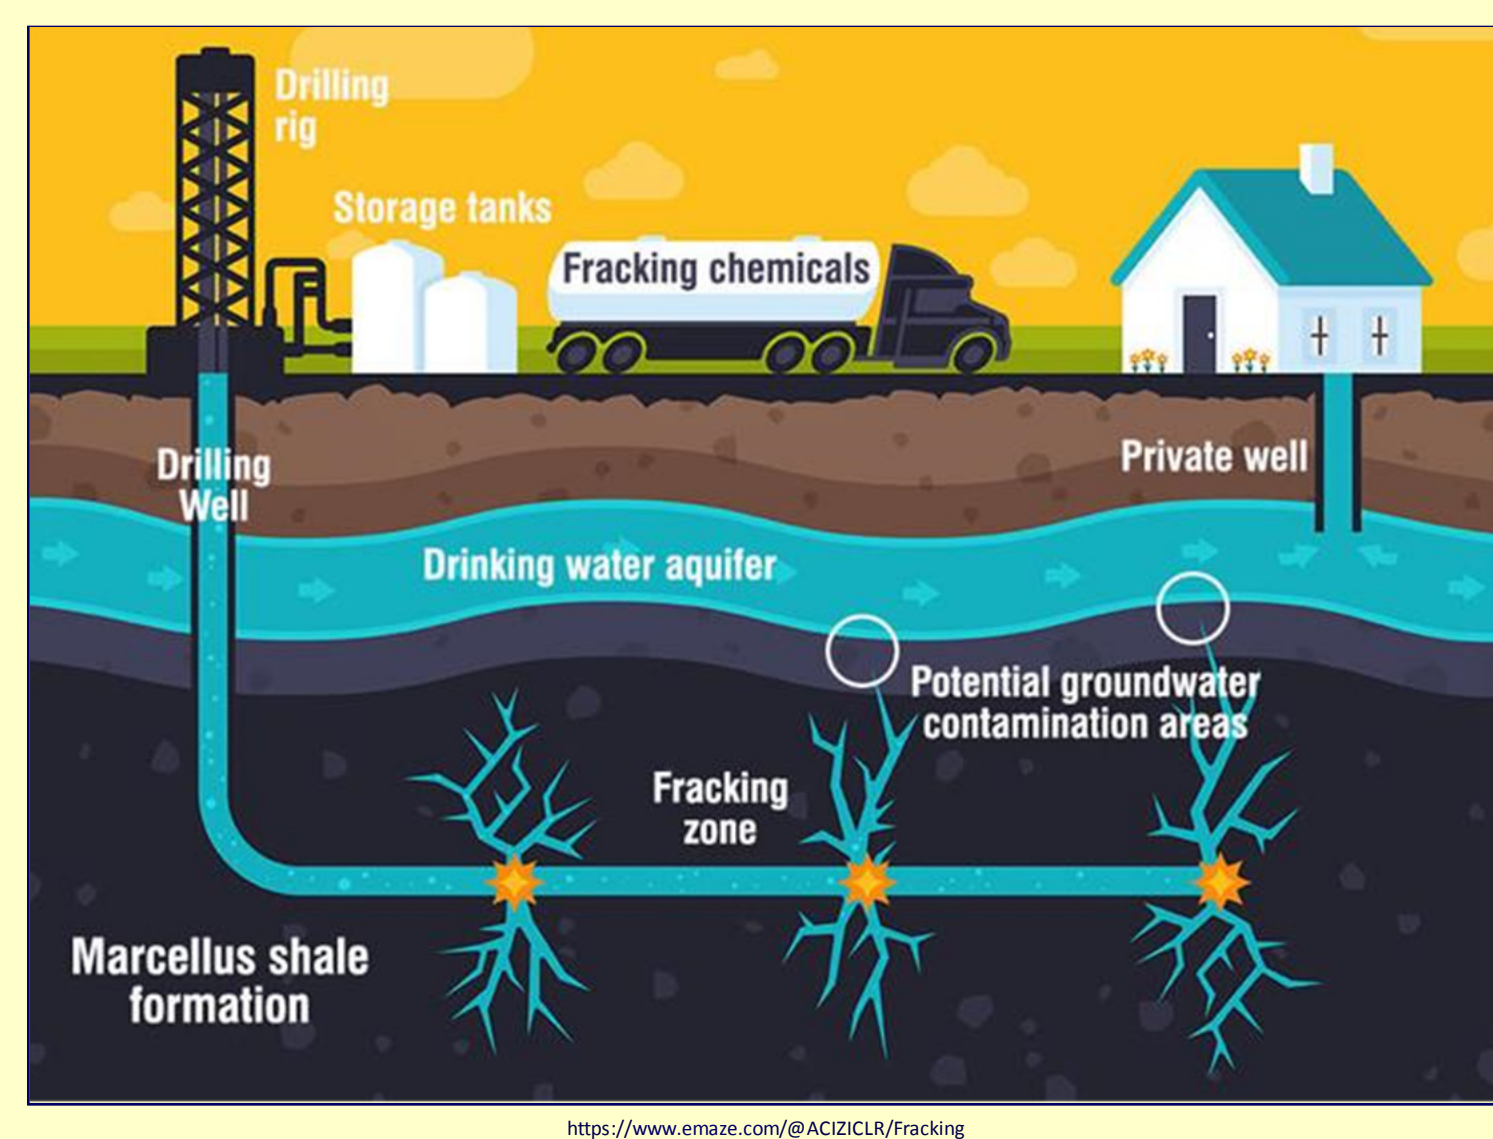 Drilling
rig
Storage tanks
Fracking chemicals
Drilling
Well
Private well
Drinking water aquifer
Potential groundwater
contamination areas
Fracking
zone
Marcellus shale
formation
https://www.emaze.com/@ACIZICLR/Fracking